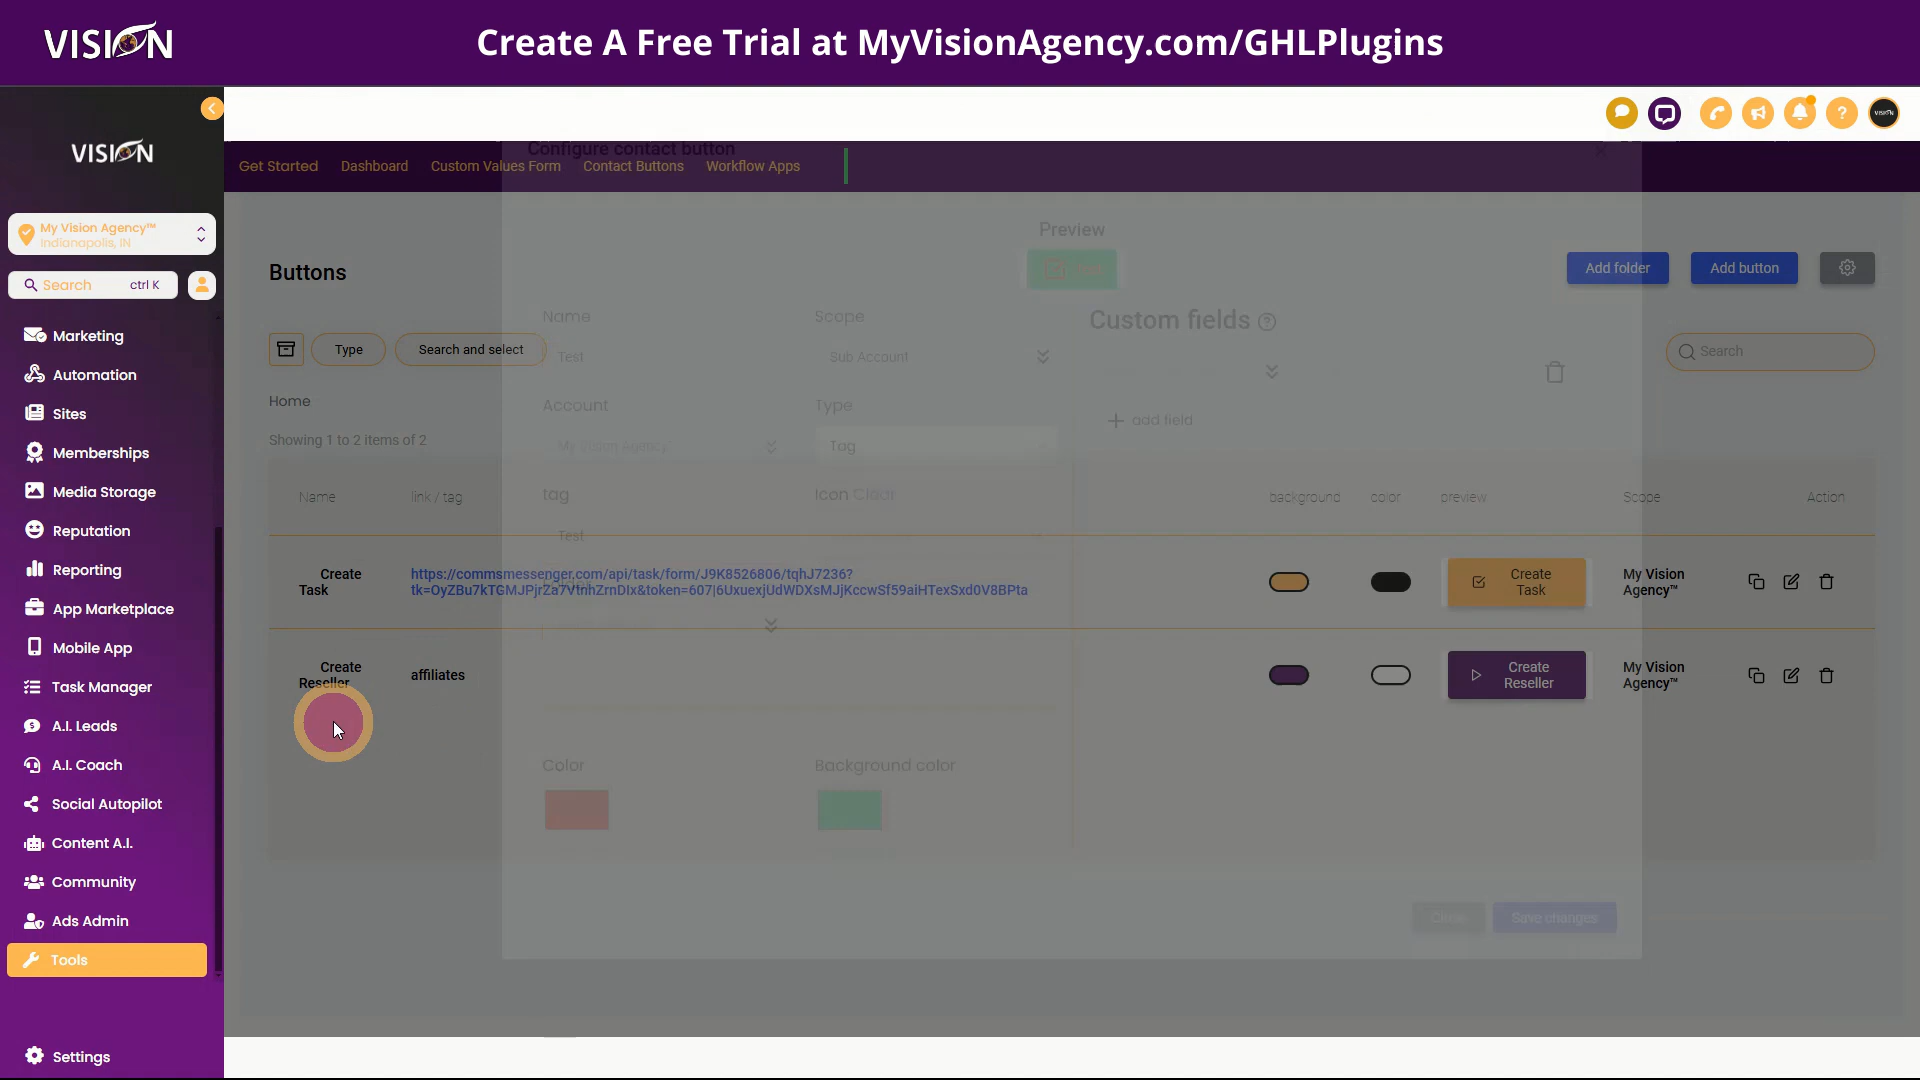 VISION
Create A Free Trial at MyVisionAgency.com/GHLPlugins
VISION
My Vision Agency™
Indianapolis, IN
Search ctrl K
Marketing
Automation
Sites
Memberships
Media Storage
Reputation
Reporting
App Marketplace
Mobile App
Task Manager
A.I. Leads
A.I. Coach
Social Autopilot
Content A.I.
Community
Ads Admin
Tools
Settings
Get Started Dashboard Custom Values Form Contact Buttons Workflow Apps
Configure contact button
Buttons
Add folder Add button
Type Search and select
Search
Home
Showing 1 to 2 items of 2
Preview
Name Scope
Test Sub Account
Custom fields
Account Type
My Vision Agency™ Tag
add field
tag Icon Clear
Test
Name link / tag background color preview Scope Action
Create Task
https://commsmessenger.com/api/task/form/J9K8526806/tqhJ7236?
Create
Task
My Vision
Agency™
Create
Reseller
affiliates
Create
Reseller
My Vision
Agency™
Color Background color
Close Save changes